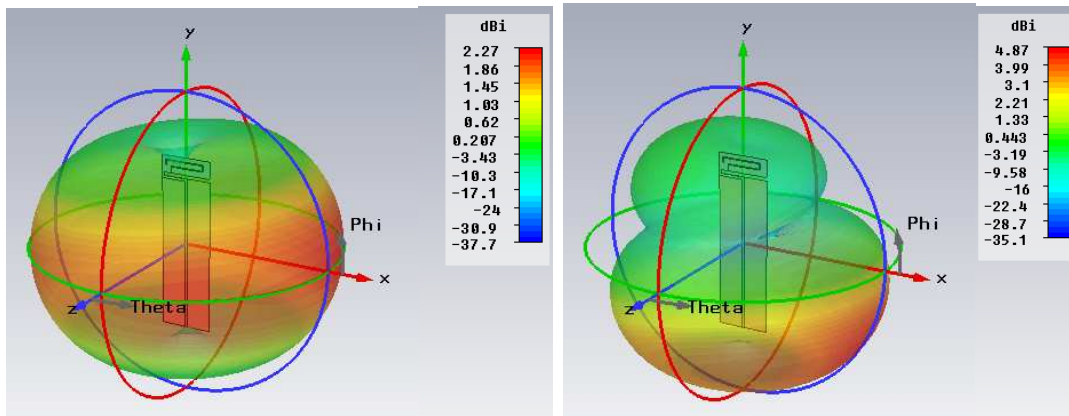 dBi
2.27
1.86
1.45
1.03
0.62
0.207
-3.43
-10.3
-17.1
-24
-30.9
-37.7
y
Phi
x
z
Theta
dBi
4.87
3.99
3.1
2.21
1.33
0.443
-3.19
-9.58
-16
-22.4
-28.7
-35.1
y
Phi
x
z
Theta